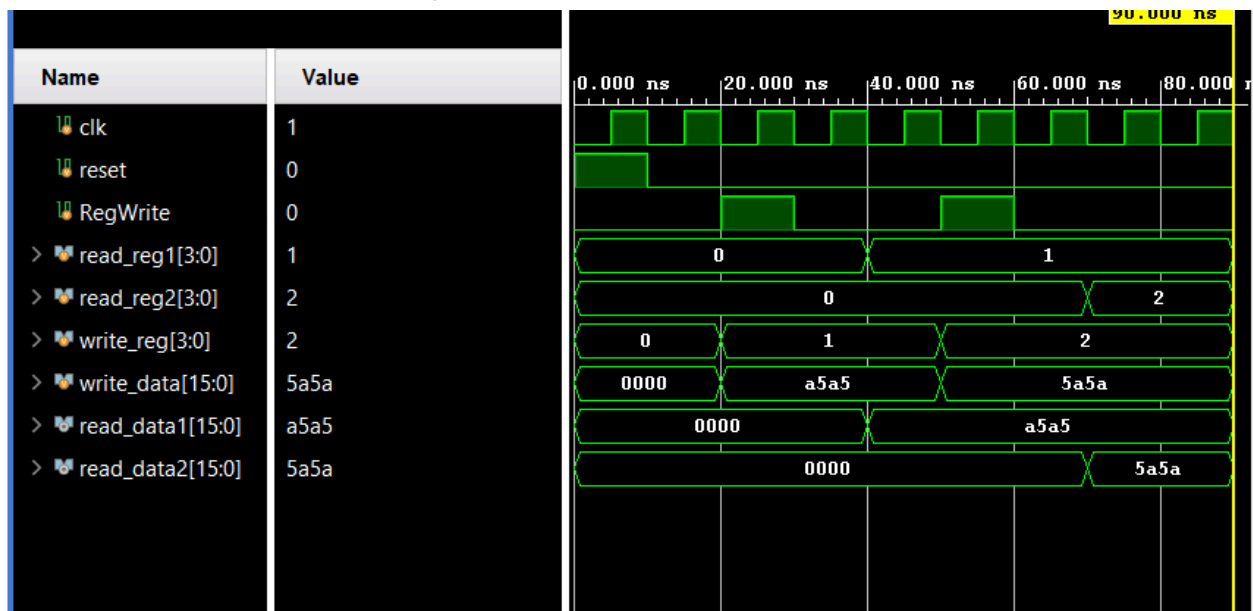 90.000 ns
Name Value
0.000 ns 20.000 ns 40.000 ns 60.000 ns 80.000
clk 1
reset 0
RegWrite 0
read_reg1[3:0] 1 0 1
read_reg2[3:0] 2 0 2
write_reg[3:0] 2 0 1 2
write_data[15:0] 5a5a 0000 a5a5 5a5a
read_data1[15:0] a5a5 0000 a5a5
read_data2[15:0] 5a5a 0000 5a5a